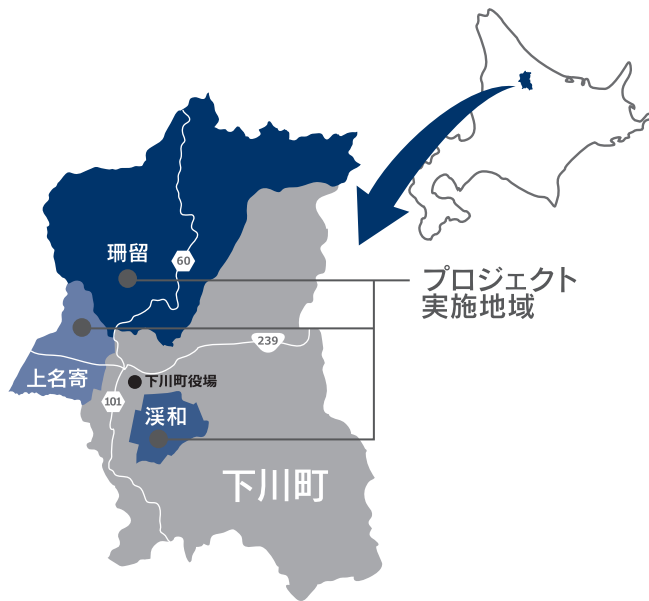 珊留
60
プロジェクト
実施地域
239
上名寄
下川町役場
101
渓和
下川町